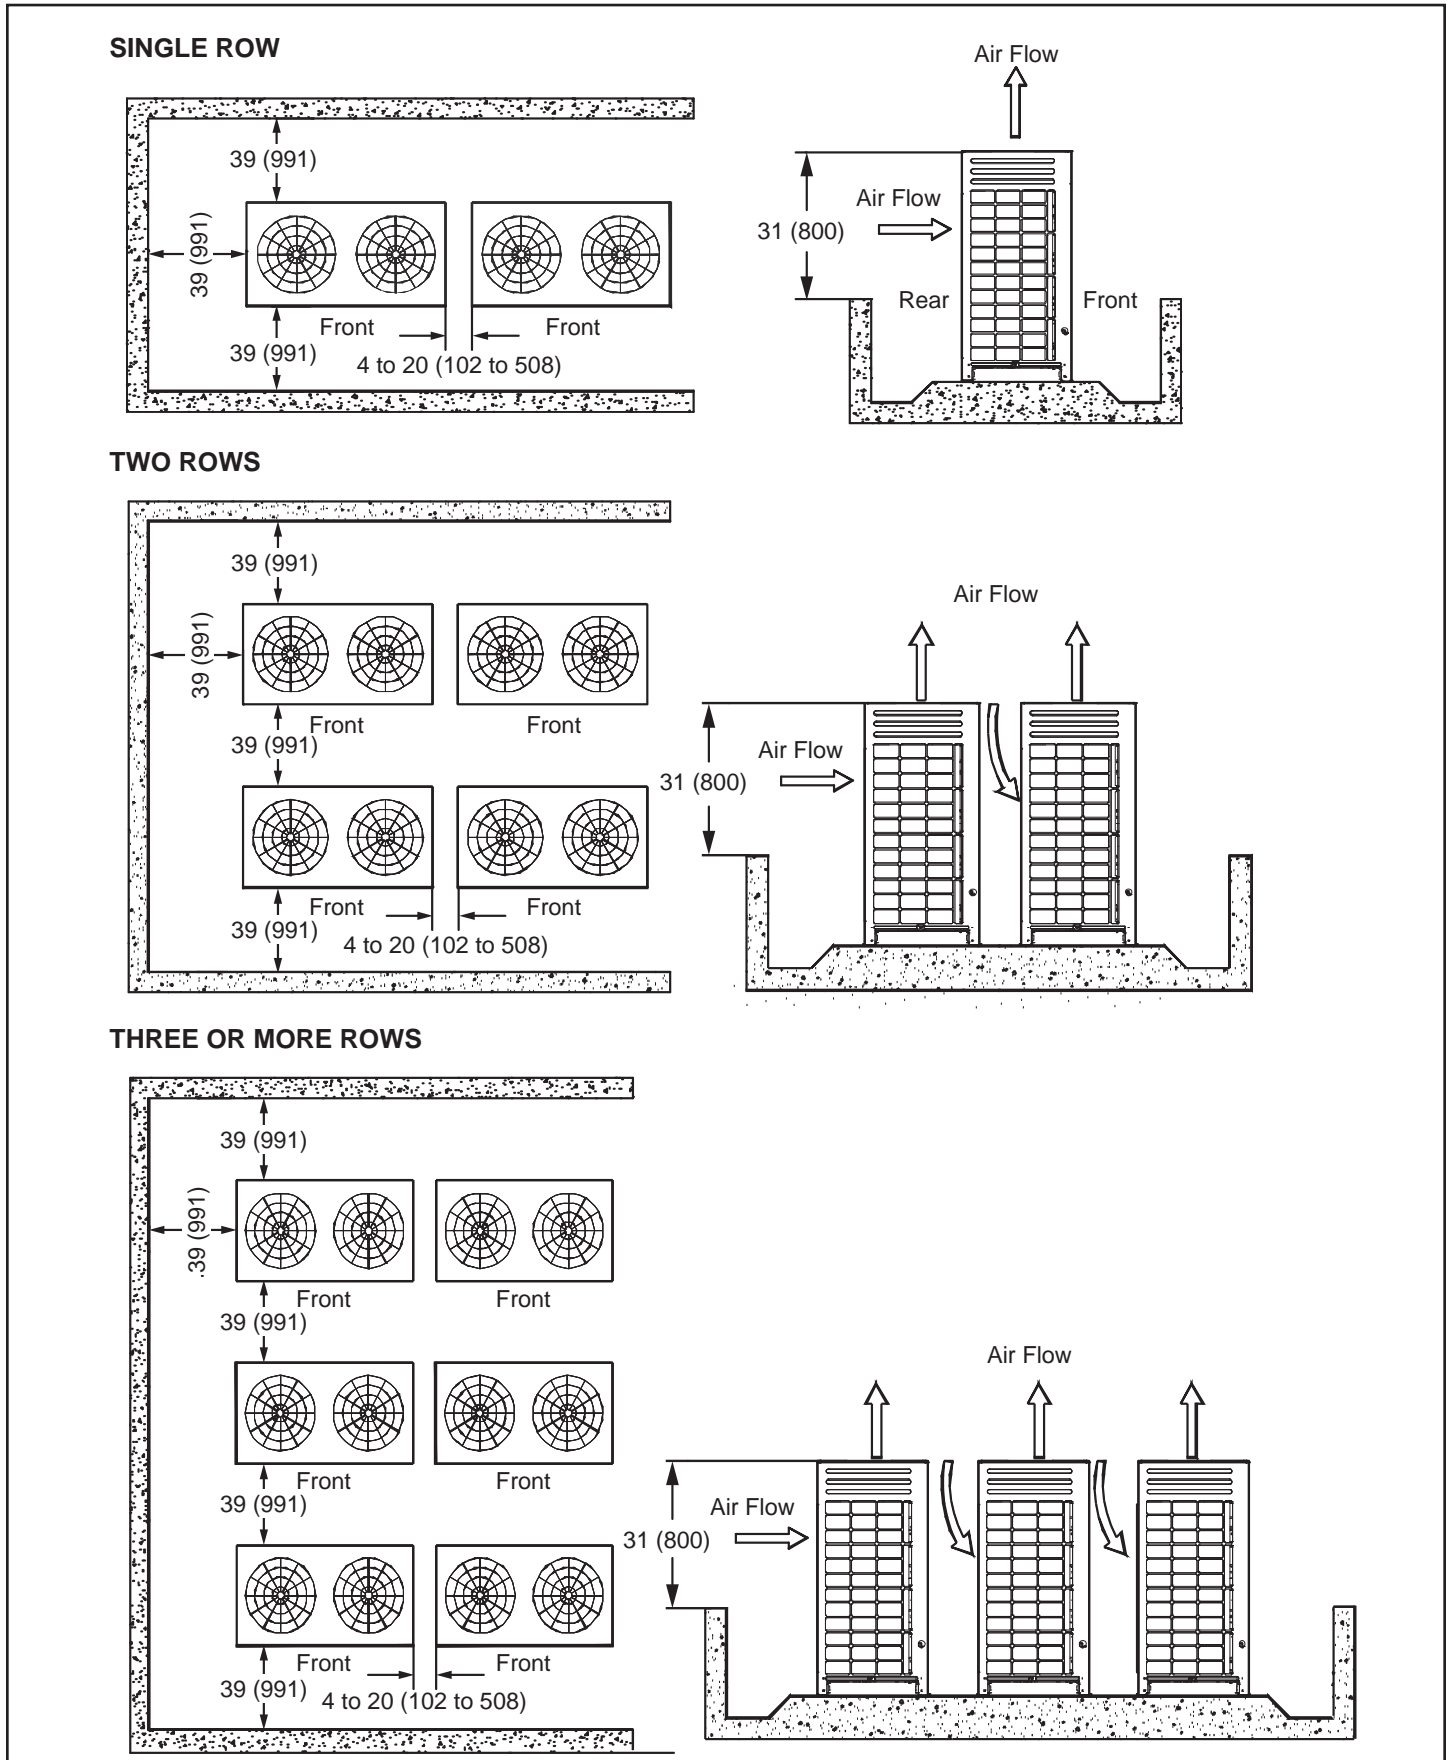 SINGLE ROW
Air Flow
39 (991)
39 (991)
Front
Front
39 (991)
4 to 20 (102 to 508)
Air Flow
31 (800)
Rear
Front
TWO ROWS
39 (991)
39 (991)
Front
Front
39 (991)
Front
Front
39 (991)
4 to 20 (102 to 508)
Air Flow
Air Flow
31 (800)
THREE OR MORE ROWS
39 (991)
.39 (991)
Front
Front
39 (991)
Front
Front
39 (991)
Front
Front
39 (991)
4 to 20 (102 to 508)
Air Flow
Air Flow
31 (800)